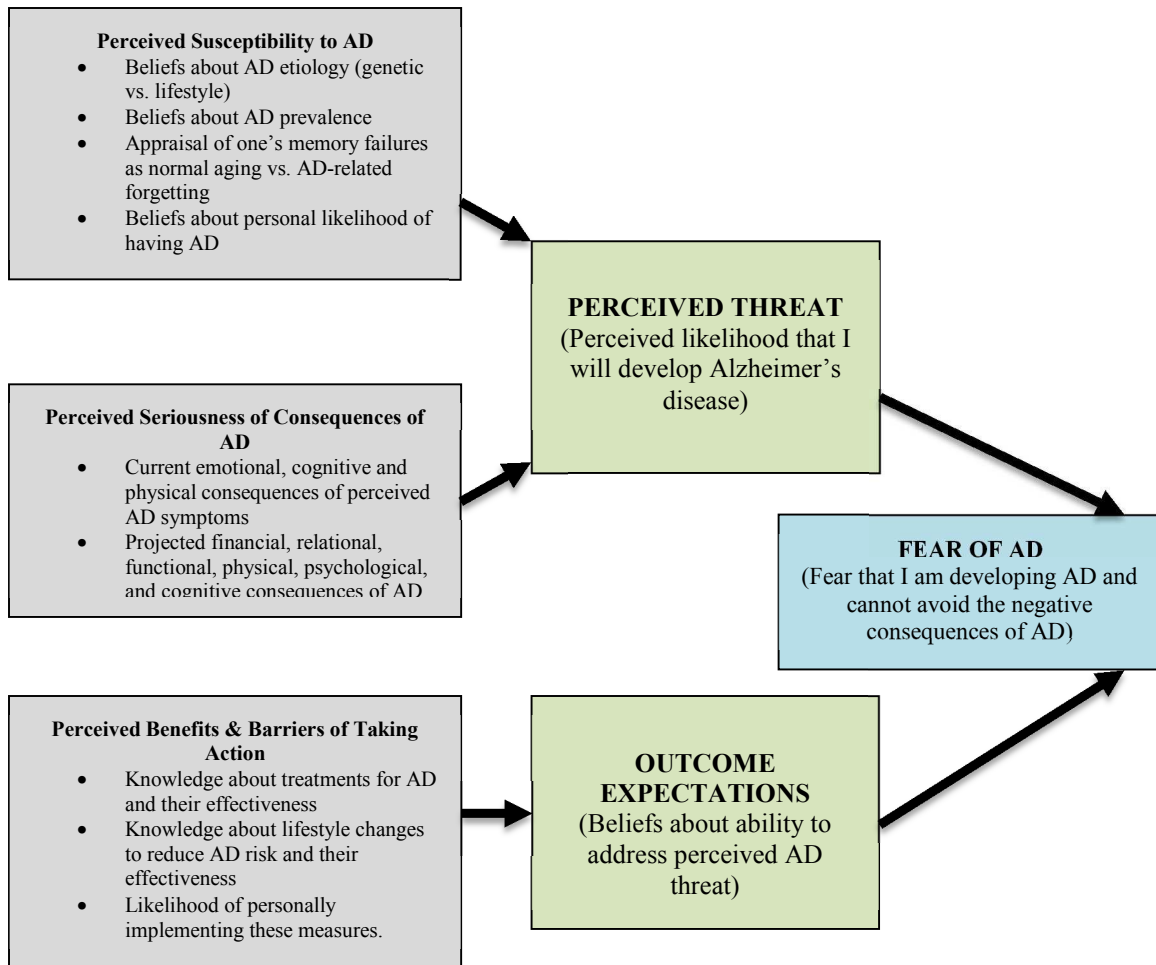 Perceived Susceptibility to AD
• Beliefs about AD etiology (genetic
vs. lifestyle)
• Beliefs about AD prevalence
• Appraisal of one’s memory failures
as normal aging vs. AD-related
forgetting
• Beliefs about personal likelihood of
having AD
PERCEIVED THREAT
(Perceived likelihood that I
will develop Alzheimer’s
disease)
Perceived Seriousness of Consequences of
AD
• Current emotional, cognitive and
physical consequences of perceived
AD symptoms
• Projected financial, relational,
functional, physical, psychological,
and cognitive consequences of AD
FEAR OF AD
(Fear that I am developing AD and
cannot avoid the negative
consequences of AD)
Perceived Benefits & Barriers of Taking
Action
• Knowledge about treatments for AD
and their effectiveness
• Knowledge about lifestyle changes
to reduce AD risk and their
effectiveness
• Likelihood of personally
implementing these measures.
OUTCOME
EXPECTATIONS
(Beliefs about ability to
address perceived AD
threat)